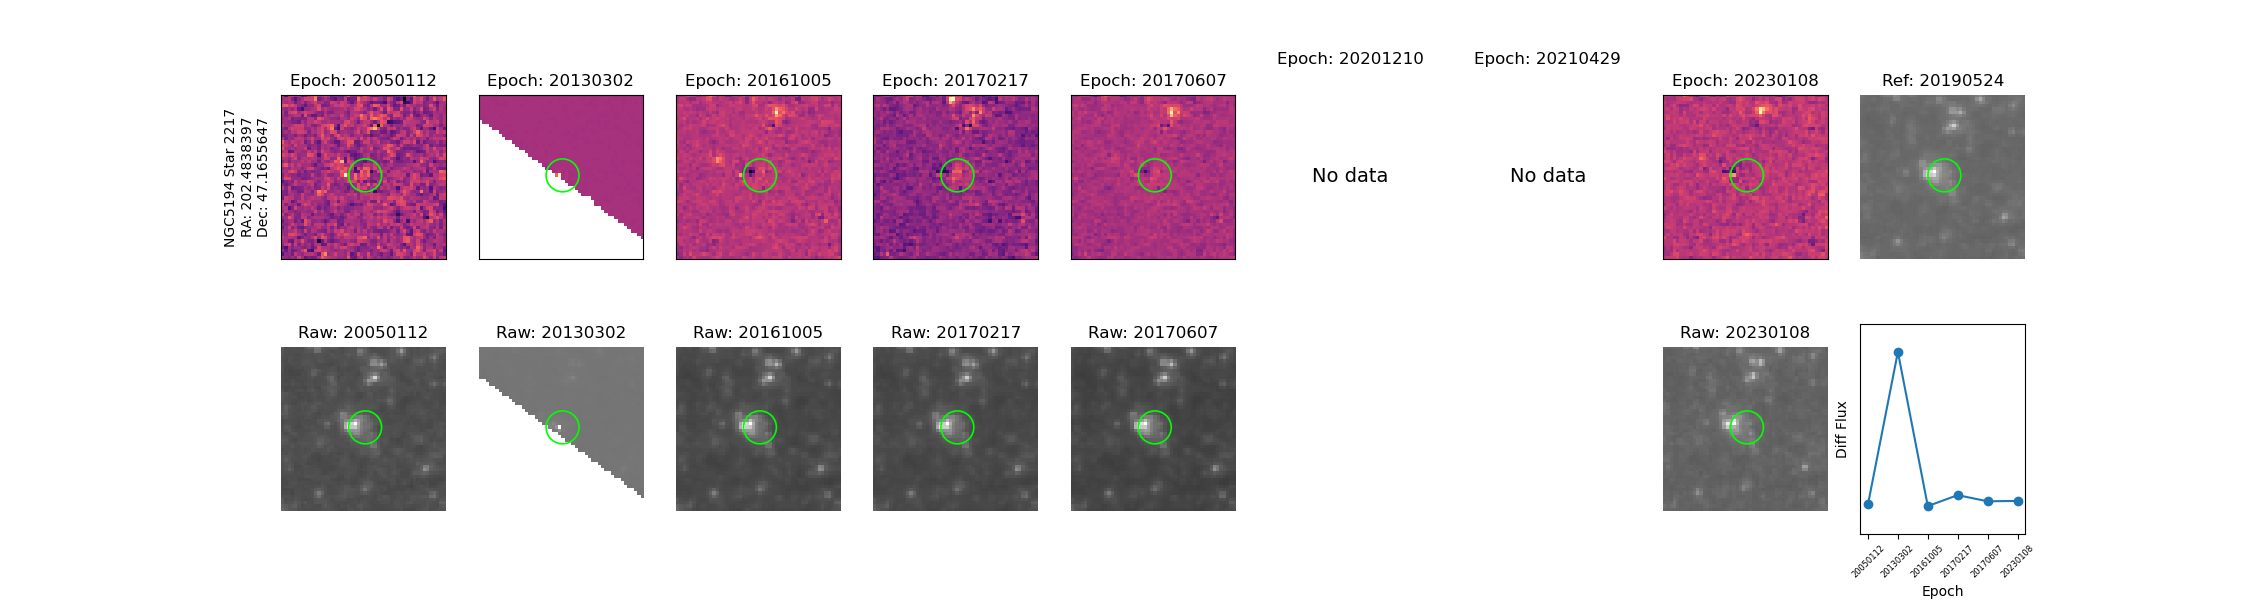 NGC5194 Star 2217
RA: 202.4838397
Dec: 47.1655647
Epoch: 20050112
Epoch: 20130302
Epoch: 20161005
Epoch: 20170217
Epoch: 20170607
Epoch: 20201210
Epoch: 20210429
Epoch: 20230108
Ref: 20190524
No data
No data
Raw: 20050112
Raw: 20130302
Raw: 20161005
Raw: 20170217
Raw: 20170607
Raw: 20230108
Diff Flux
20050112
20130302
20161005
20170217
20170607
20230108
Epoch